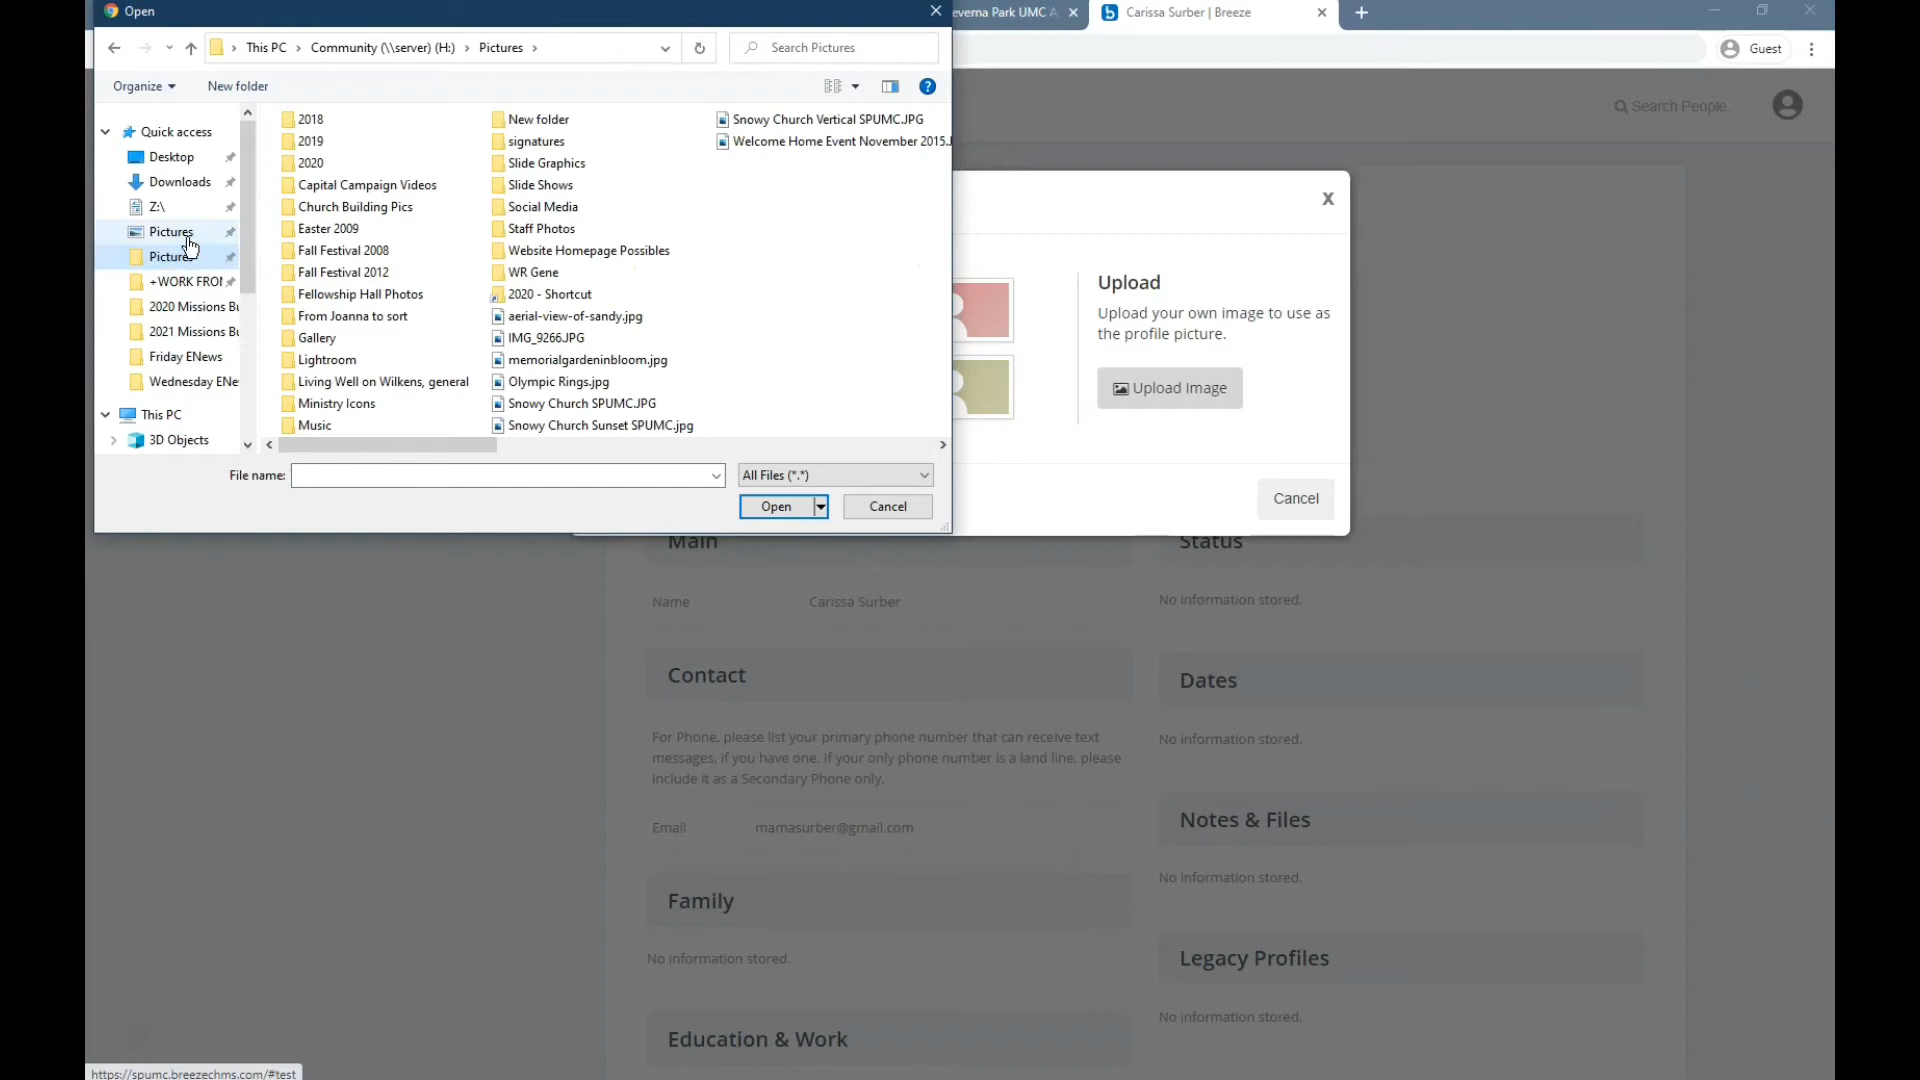 Open
everna Park UMC A
Carissa Surber | Breeze
This PC > Community (\\server) (H:) > Pictures >
Search Pictures
Guest
Organize
New folder
Search People..
Quick access
Desktop
Downloads
Z:\
Pictures
Pictures
+WORK FROM
2020 Missions Bu
2021 Missions Bu
Friday ENews
Wednesday ENe
This PC
3D Objects
2018
2019
2020
Capital Campaign Videos
Church Building Pics
Easter 2009
Fall Festival 2008
Fall Festival 2012
Fellowship Hall Photos
From Joanna to sort
Gallery
Lightroom
Living Well on Wilkens, general
Ministry Icons
Music
New folder
signatures
Slide Graphics
Slide Shows
Social Media
Staff Photos
Website Homepage Possibles
WR Gene
2020 - Shortcut
aerial-view-of-sandy.jpg
IMG_9266.JPG
memorialgardeninbloom.jpg
Olympic Rings.jpg
Snowy Church SPUMC.JPG
Snowy Church Sunset SPUMC.jpg
Snowy Church Vertical SPUMC.JPG
Welcome Home Event November 2015.J
File name:
All Files (*.*)
Open
Cancel
X
Upload
Upload your own image to use as
the profile picture.
Upload Image
Cancel
Main
Name
Carissa Surber
Contact
For Phone, please list your primary phone number that can receive text
messages, if you have one. If your only phone number is a land line, please
include it as a Secondary Phone only.
Email
mamasurber@gmail.com
Family
No information stored.
Education & Work
Status
No information stored.
Dates
No information stored.
Notes & Files
No information stored.
Legacy Profiles
No information stored.
https://spumc.breezechms.com/#test